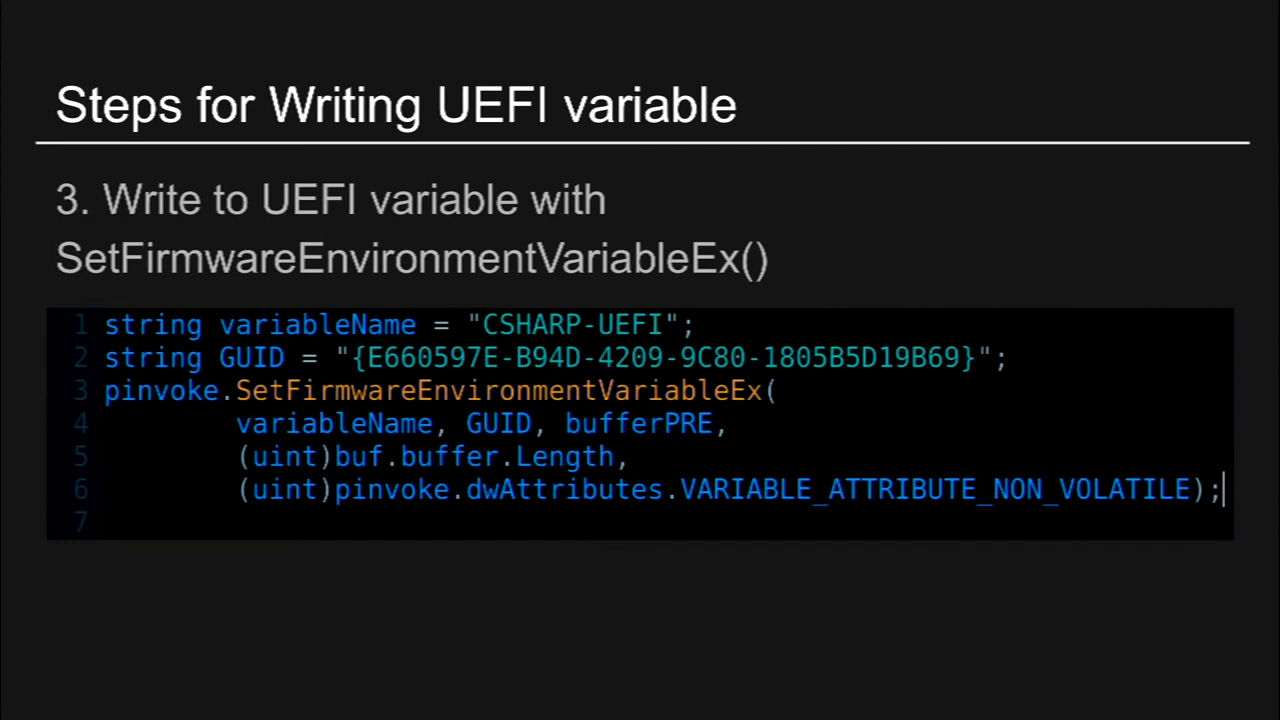 Steps for Writing UEFI variable
3. Write to UEFI variable with
SetFirmwareEnvironmentVariableEx()
1 string variableName = "CSHARP-UEFI";
2 string GUID = "{E660597E-B94D-4209-9C80-1805B5D19B69}";
3 pinvoke.SetFirmwareEnvironmentVariableEx(
4 variableName, GUID, bufferPRE,
5 (uint)buf.buffer.Length,
6 (uint)pinvoke.dwAttributes.VARIABLE_ATTRIBUTE_NON_VOLATILE);
7